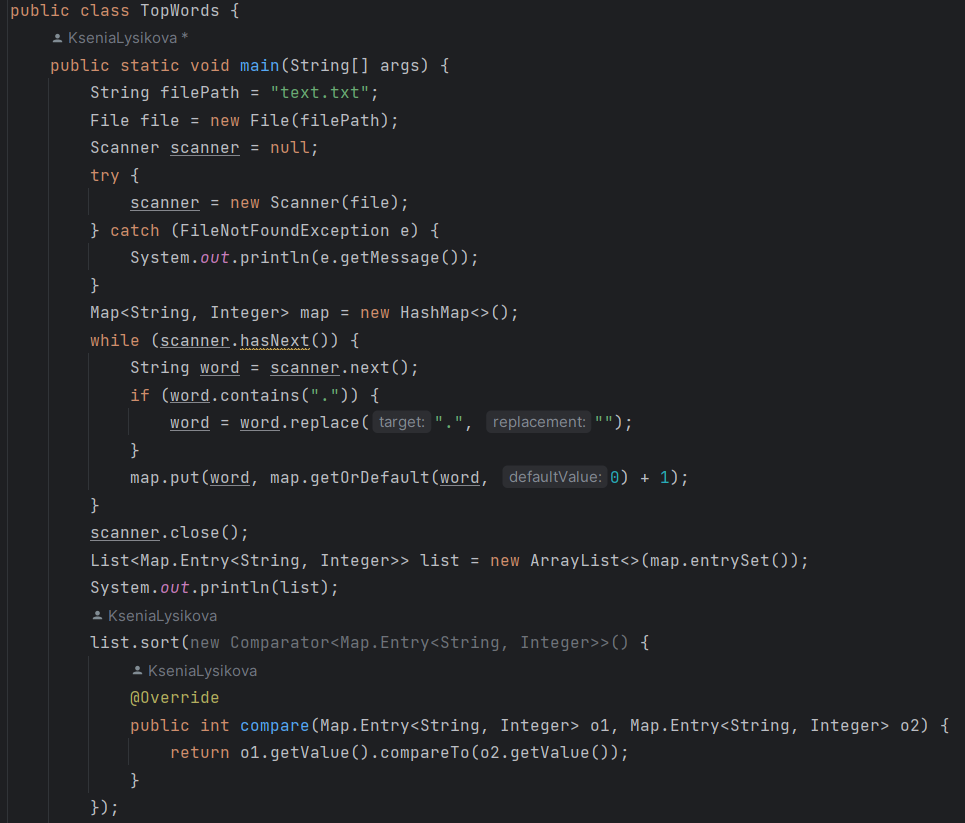 public class TopWords {
KseniaLysikova *
public static void main(String[] args) {
String filePath = "text.txt";
File file = new File(filePath);
Scanner scanner = null;
try {
scanner = new Scanner(file);
} catch (FileNotFoundException e) {
System.out.println(e.getMessage());
}
Map<String, Integer> map = new HashMap<>();
while (scanner.hasNext()) {
String word = scanner.next();
if (word.contains(".")) {
word = word.replace( target: ".", replacement: "");
}
map.put(word, map.getOrDefault(word, defaultValue: 0) + 1);
}
scanner.close();
List<Map.Entry<String, Integer>> list = new ArrayList<>(map.entrySet());
System.out.println(list);
KseniaLysikova
list.sort(new Comparator<Map.Entry<String, Integer>>() {
KseniaLysikova
@Override
public int compare(Map.Entry<String, Integer> o1, Map.Entry<String, Integer> o2) {
return o1.getValue().compareTo(o2.getValue());
}
});